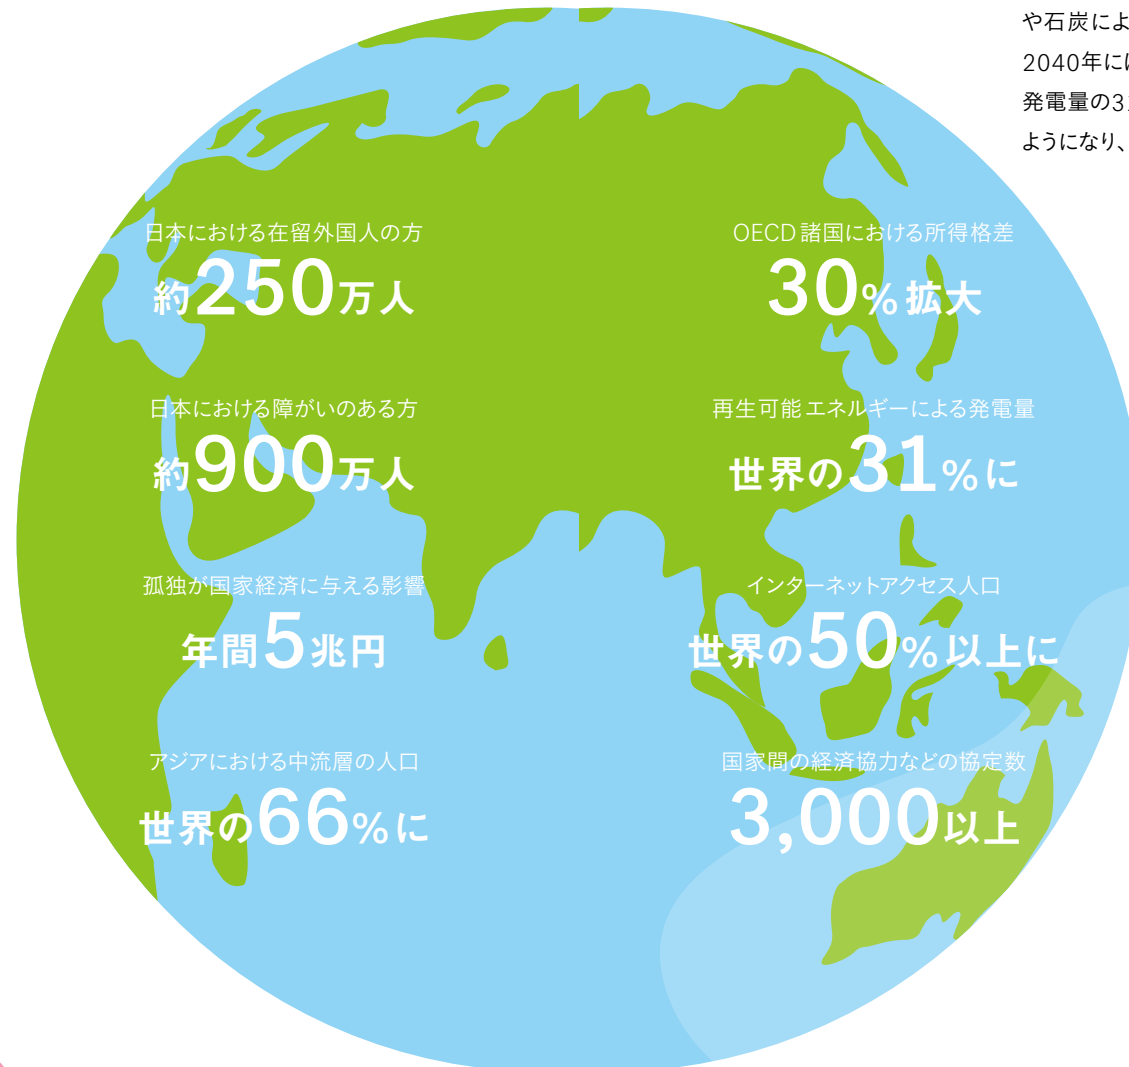 や石炭によ
2040年に
発電量の3
ようになり、
日本における在留外国人の方
約250万人
日本における障がいのある方
約900万人
孤独が国家経済に与える影響
年間5兆円
アジアにおける中流層の人口
世界の66%に
OECD諸国における所得格差
30%拡大
再生可能エネルギーによる発電量
世界の31%に
インターネットアクセス人口
世界の50%以上に
国家間の経済協力などの協定数
3,000以上